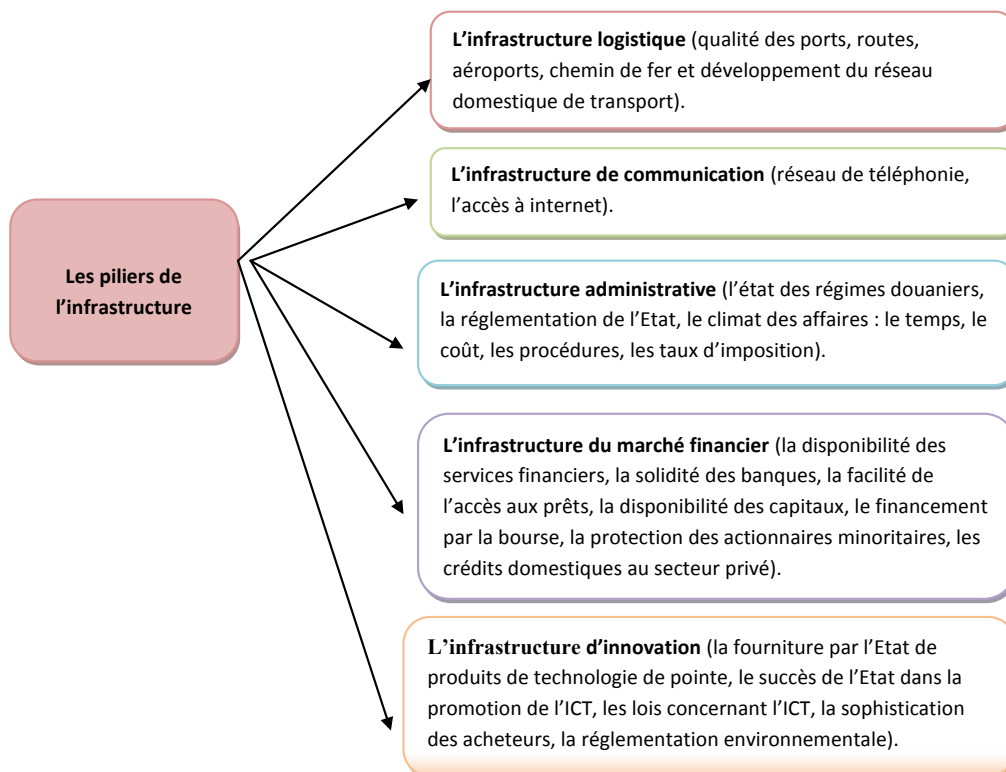 L’infrastructure logistique (qualité des ports, routes,
aéroports, chemin de fer et développement du réseau
domestique de transport).
L’infrastructure de communication (réseau de téléphonie,
l’accès à internet).
Les piliers de
l’infrastructure
L’infrastructure administrative (l’état des régimes douaniers,
la réglementation de l’Etat, le climat des affaires : le temps, le
coût, les procédures, les taux d’imposition).
L’infrastructure du marché financier (la disponibilité des
services financiers, la solidité des banques, la facilité de
l’accès aux prêts, la disponibilité des capitaux, le financement
par la bourse, la protection des actionnaires minoritaires, les
crédits domestiques au secteur privé).
L’infrastructure d’innovation (la fourniture par l’Etat de
produits de technologie de pointe, le succès de l’Etat dans la
promotion de l’ICT, les lois concernant l’ICT, la sophistication
des acheteurs, la réglementation environnementale).